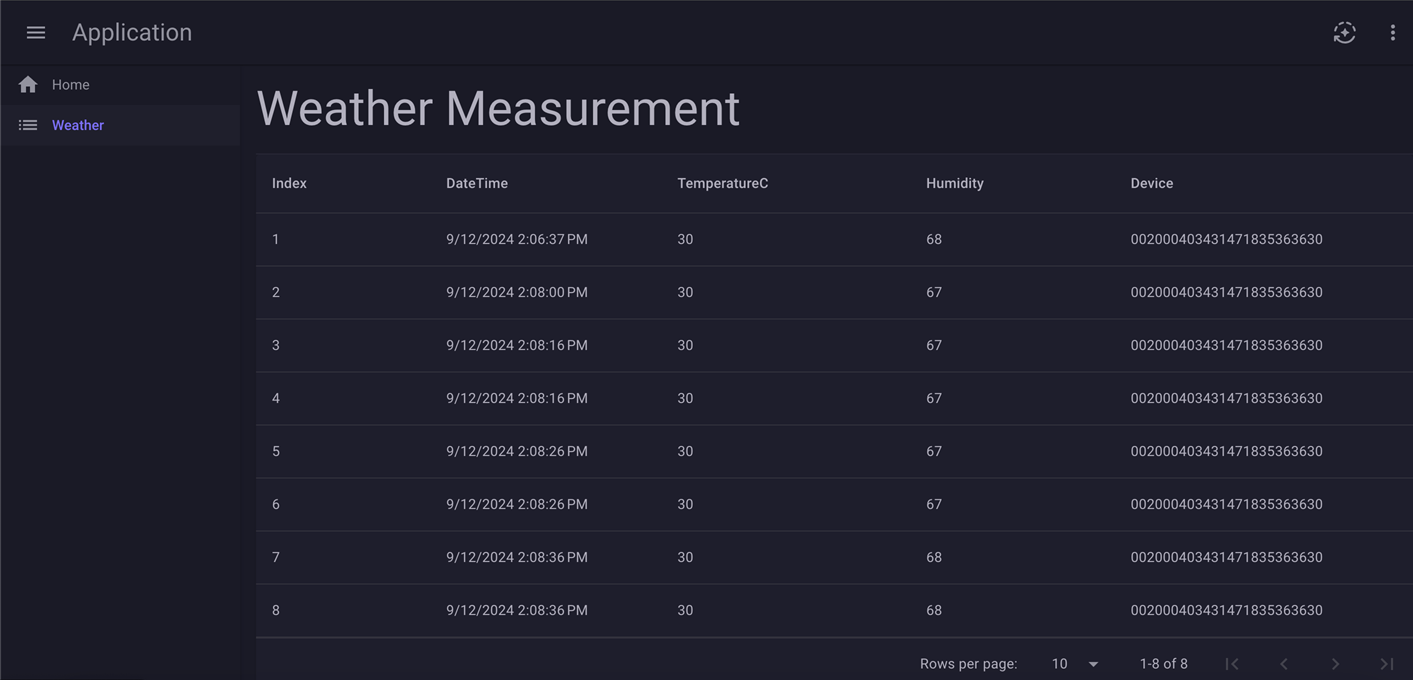 Application
Home
Weather
Weather Measurement
Index DateTime TemperatureC Humidity Device
1 9/12/2024 2:06:37 PM 30 68 002000403431471835363630
2 9/12/2024 2:08:00 PM 30 67 002000403431471835363630
3 9/12/2024 2:08:16 PM 30 67 002000403431471835363630
4 9/12/2024 2:08:16 PM 30 67 002000403431471835363630
5 9/12/2024 2:08:26 PM 30 67 002000403431471835363630
6 9/12/2024 2:08:26 PM 30 67 002000403431471835363630
7 9/12/2024 2:08:36 PM 30 68 002000403431471835363630
8 9/12/2024 2:08:36 PM 30 68 002000403431471835363630
Rows per page: 10 1-8 of 8